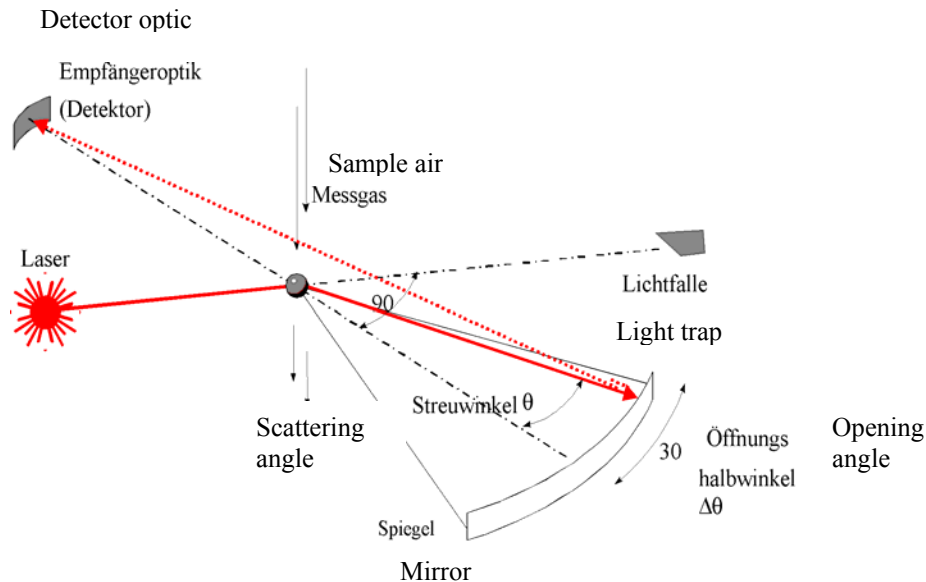 Detector optic
Empfängeroptik
(Detektor)
Sample air
Messgas
Laser
90
Lichtfalle
Light trap
Streuwinkel θ
Scattering
angle
30
Öffnungs
halbwinkel
Δθ
Opening
angle
Spiegel
Mirror